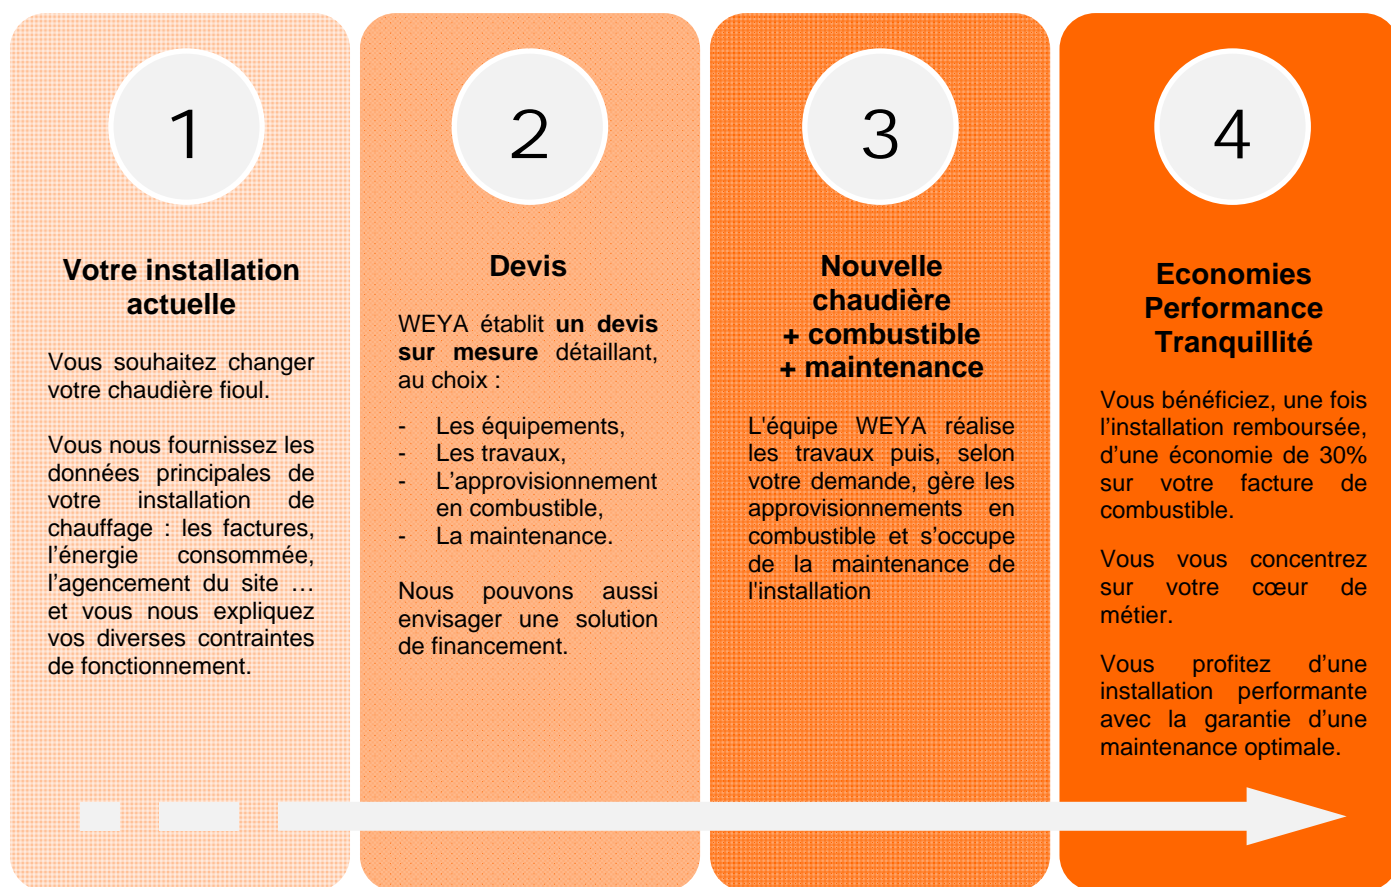 1
Votre installation
actuelle
Vous souhaitez changer
votre chaudière fioul.
Vous nous fournissez les
données principales de
votre installation de
chauffage : les factures,
l’énergie consommée,
l’agencement du site …
et vous nous expliquez
vos diverses contraintes
de fonctionnement.
2
Devis
WEYA établit un devis
sur mesure détaillant,
au choix :
- Les équipements,
- Les travaux,
- L’approvisionnement
en combustible,
- La maintenance.
Nous pouvons aussi
envisager une solution
de financement.
3
Nouvelle
chaudière
+ combustible
+ maintenance
L'équipe WEYA réalise
les travaux puis, selon
votre demande, gère les
approvisionnements en
combustible et s’occupe
de la maintenance de
l'installation
4
Economies
Performance
Tranquillité
Vous bénéficiez, une fois
l’installation remboursée,
d’une économie de 30%
sur votre facture de
combustible.
Vous vous concentrez
sur votre cœur de
métier.
Vous profitez d’une
installation performante
avec la garantie d’une
maintenance optimale.